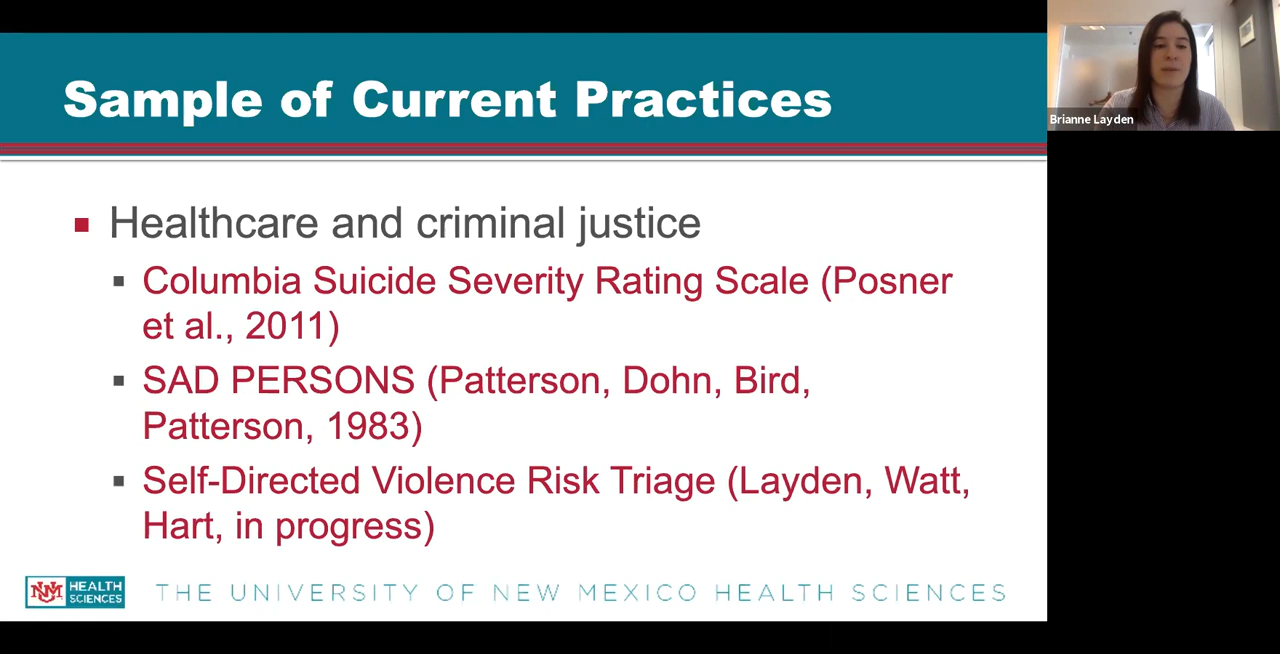 Sample of Current Practices
Brianne Layden
Healthcare and criminal justice
Columbia Suicide Severity Rating Scale (Posner
et al., 2011)
SAD PERSONS (Patterson, Dohn, Bird,
Patterson, 1983)
Self-Directed Violence Risk Triage (Layden, Watt,
Hart, in progress)
UNM HEALTH
SCIENCES
THE UNIVERSITY OF NEW MEXICO HEALTH SCIENCES